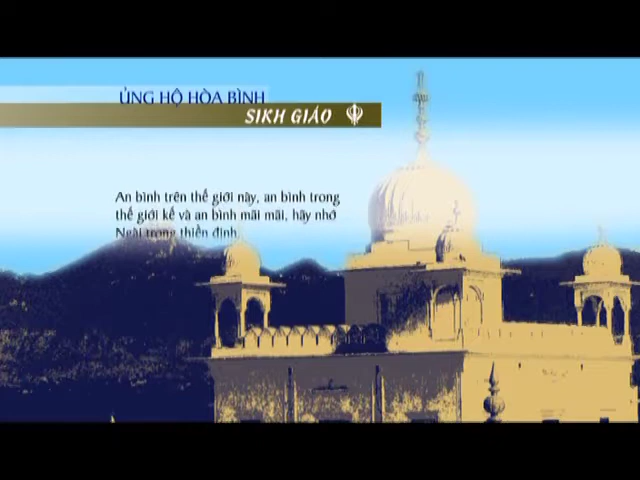 ỦNG HỘ HÒA BÌNH
SIKH GIÁO
An bình trên thế giới này, an bình trong
thế giới kế và an bình mãi mãi, hãy nhớ
Ngài trong thiền định